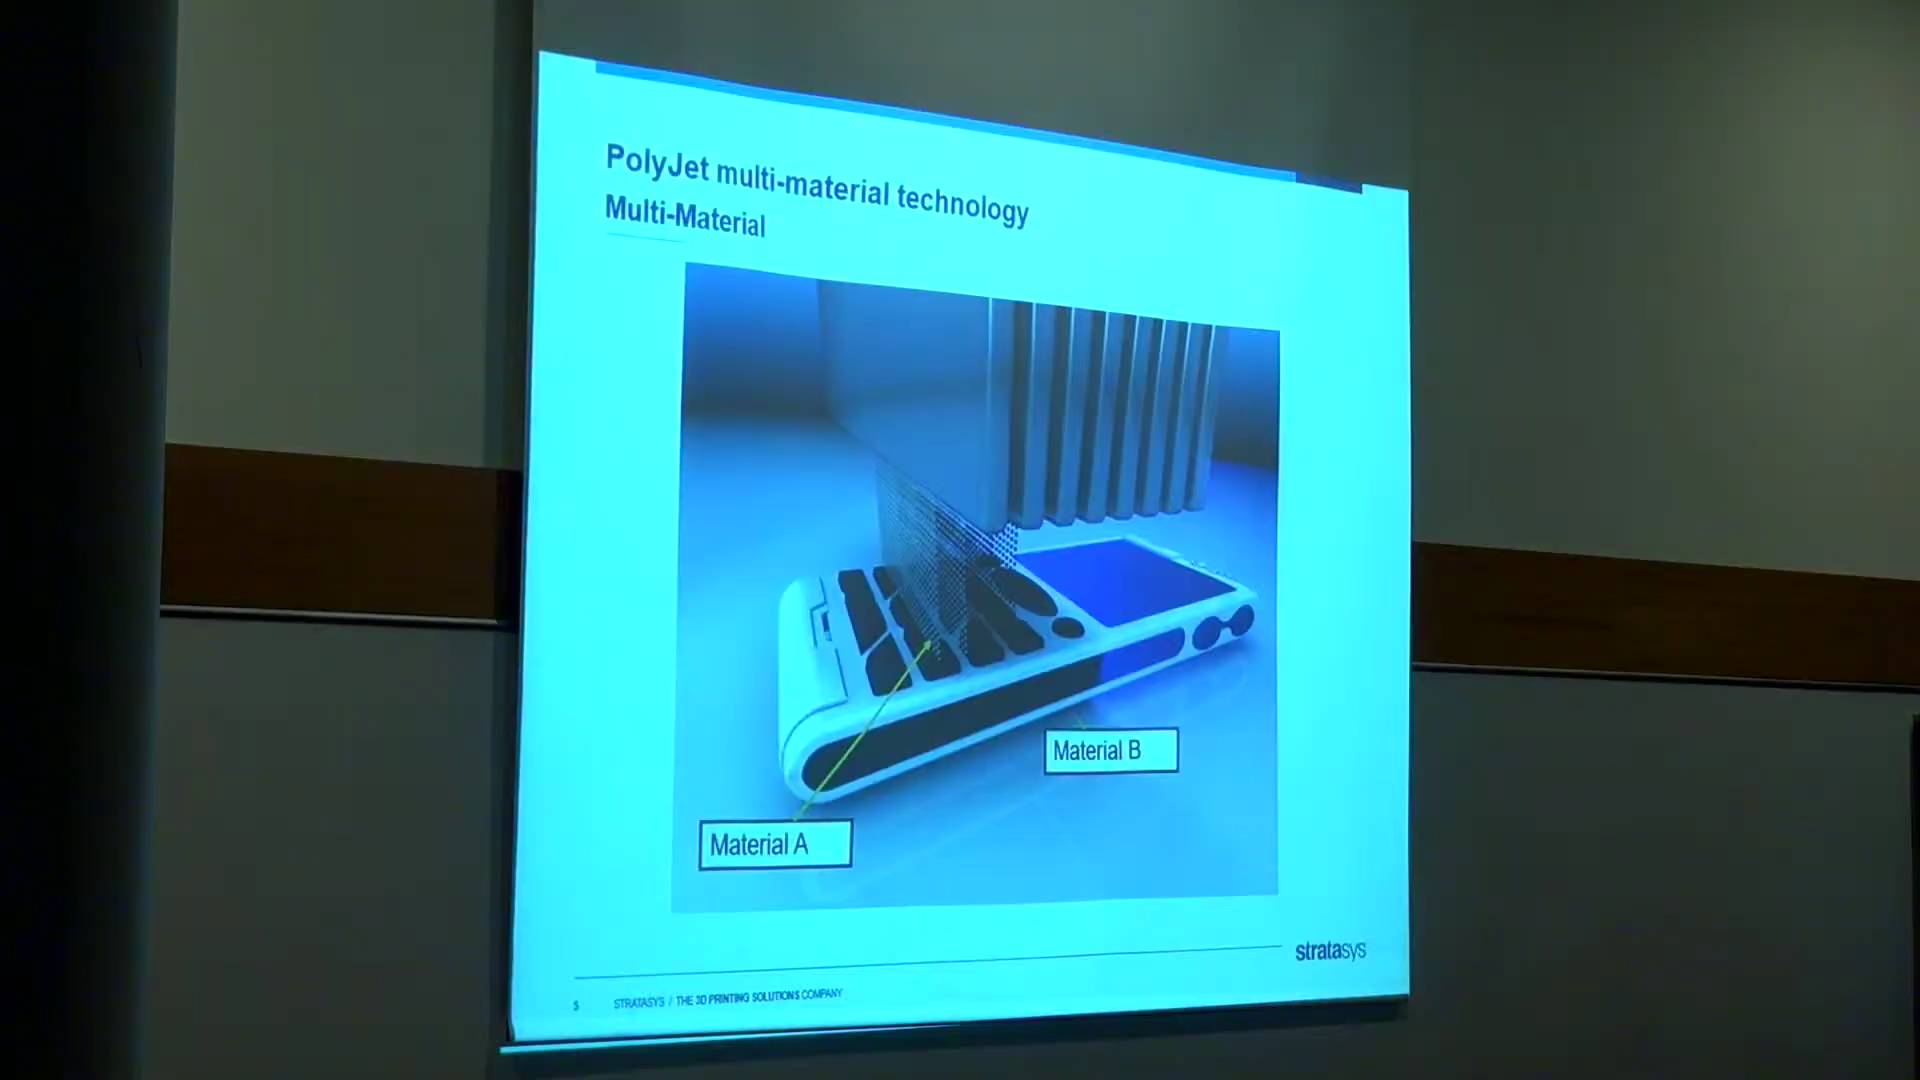 PolyJet multi-material technology
Multi-Material
Material B
Material A
stratasys
5 STRATASYS / THE 3D PRINTING SOLUTIONS COMPANY